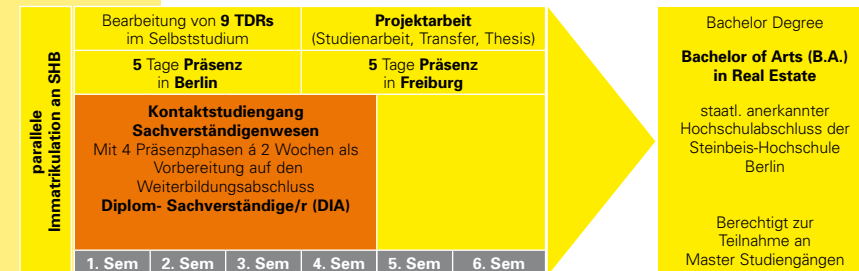 parallele
Immatrikulation an SHB
Bearbeitung von 9 TDRs
im Selbststudium
Projektarbeit
(Studienarbeit, Transfer, Thesis)
5 Tage Präsenz
in Berlin
5 Tage Präsenz
in Freiburg
Kontaktstudiengang
Sachverständigenwesen
Mit 4 Präsenzphasen á 2 Wochen als
Vorbereitung auf den
Weiterbildungsabschluss
Diplom- Sachverständige/r (DIA)
1. Sem
2. Sem
3. Sem
4. Sem
5. Sem
6. Sem
Bachelor Degree
Bachelor of Arts (B.A.)
in Real Estate
staatl. anerkannter
Hochschulabschluss der
Steinbeis-Hochschule
Berlin
Berechtigt zur
Teilnahme an
Master Studiengängen